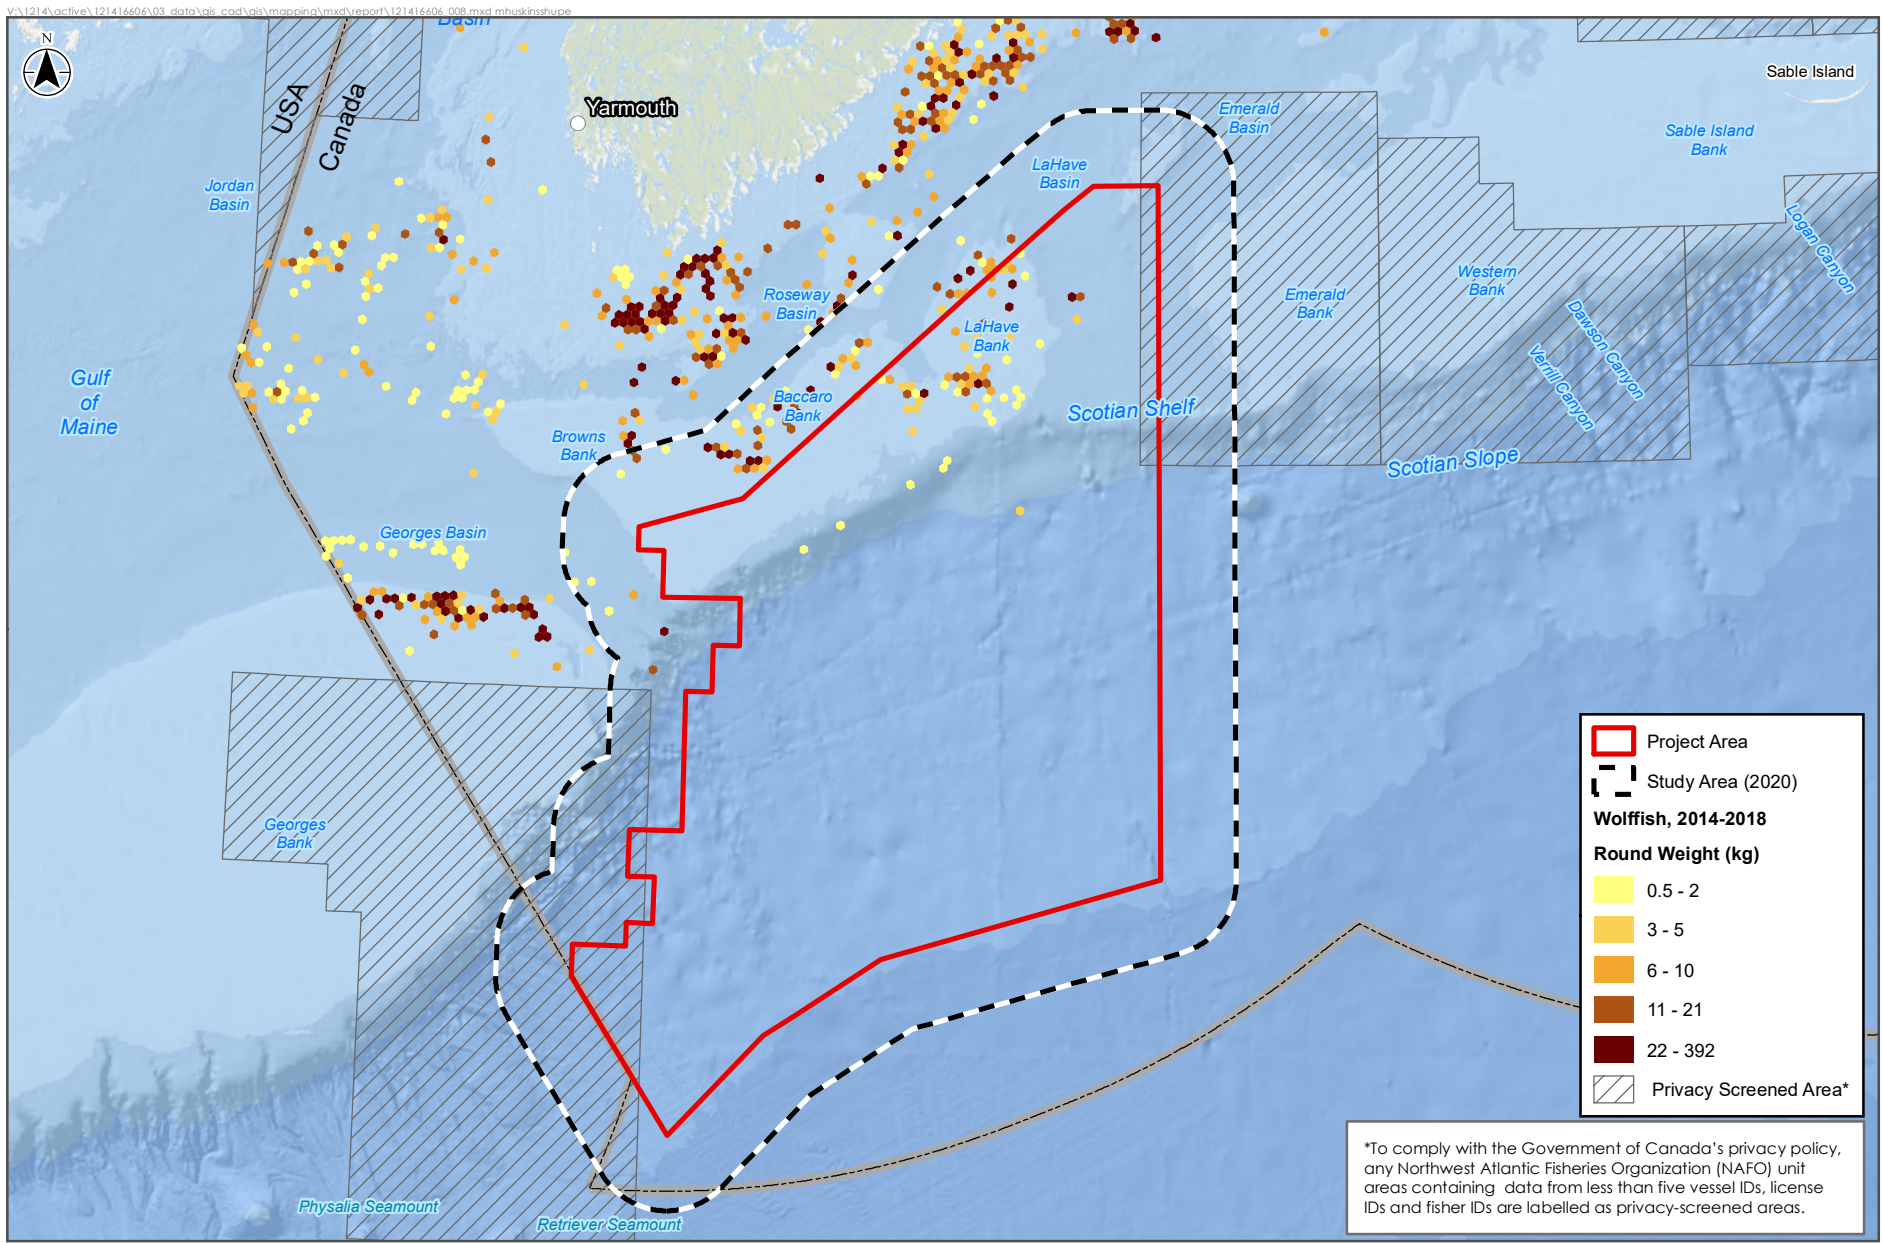 V:\1214\active\121416606\03_data\gis_cad\gis\mapping\mxd\report\121416606_008.mxd mhuskinsshupe
N
Basin
USA
Canada
Yarmouth
Jordan
Basin
Gulf
of
Maine
Emerald
Basin
LaHave
Basin
Sable Island
Sable Island
Bank
Logan Canyon
Western
Bank
Emerald
Bank
Dawson Canyon
Verrill Canyon
Roseway
Basin
LaHave
Bank
Baccaro
Bank
Scotian Shelf
Browns
Bank
Scotian Slope
Georges Basin
Georges
Bank
Physalia Seamount
Retriever Seamount
Project Area
Study Area (2020)
Wolffish, 2014-2018
Round Weight (kg)
0.5 - 2
3 - 5
6 - 10
11 - 21
22 - 392
Privacy Screened Area*
*To comply with the Government of Canada's privacy policy,
any Northwest Atlantic Fisheries Organization (NAFO) unit
areas containing data from less than five vessel IDs, license
IDs and fisher IDs are labelled as privacy-screened areas.